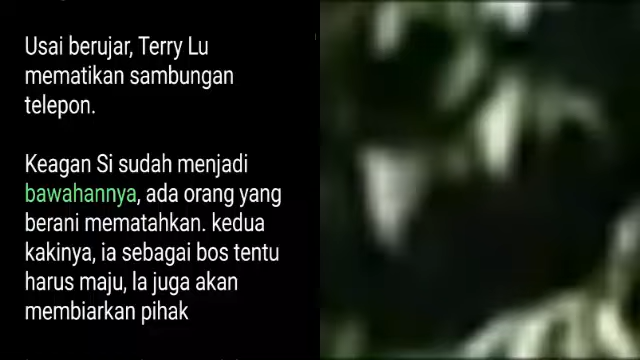 Usai berujar, Terry Lu
mematikan sambungan
telepon.
Keagan Si sudah menjadi
bawahannya, ada orang yang
berani mematahkan. kedua
kakinya, ia sebagai bos tentu
harus maju, la juga akan
membiarkan pihak